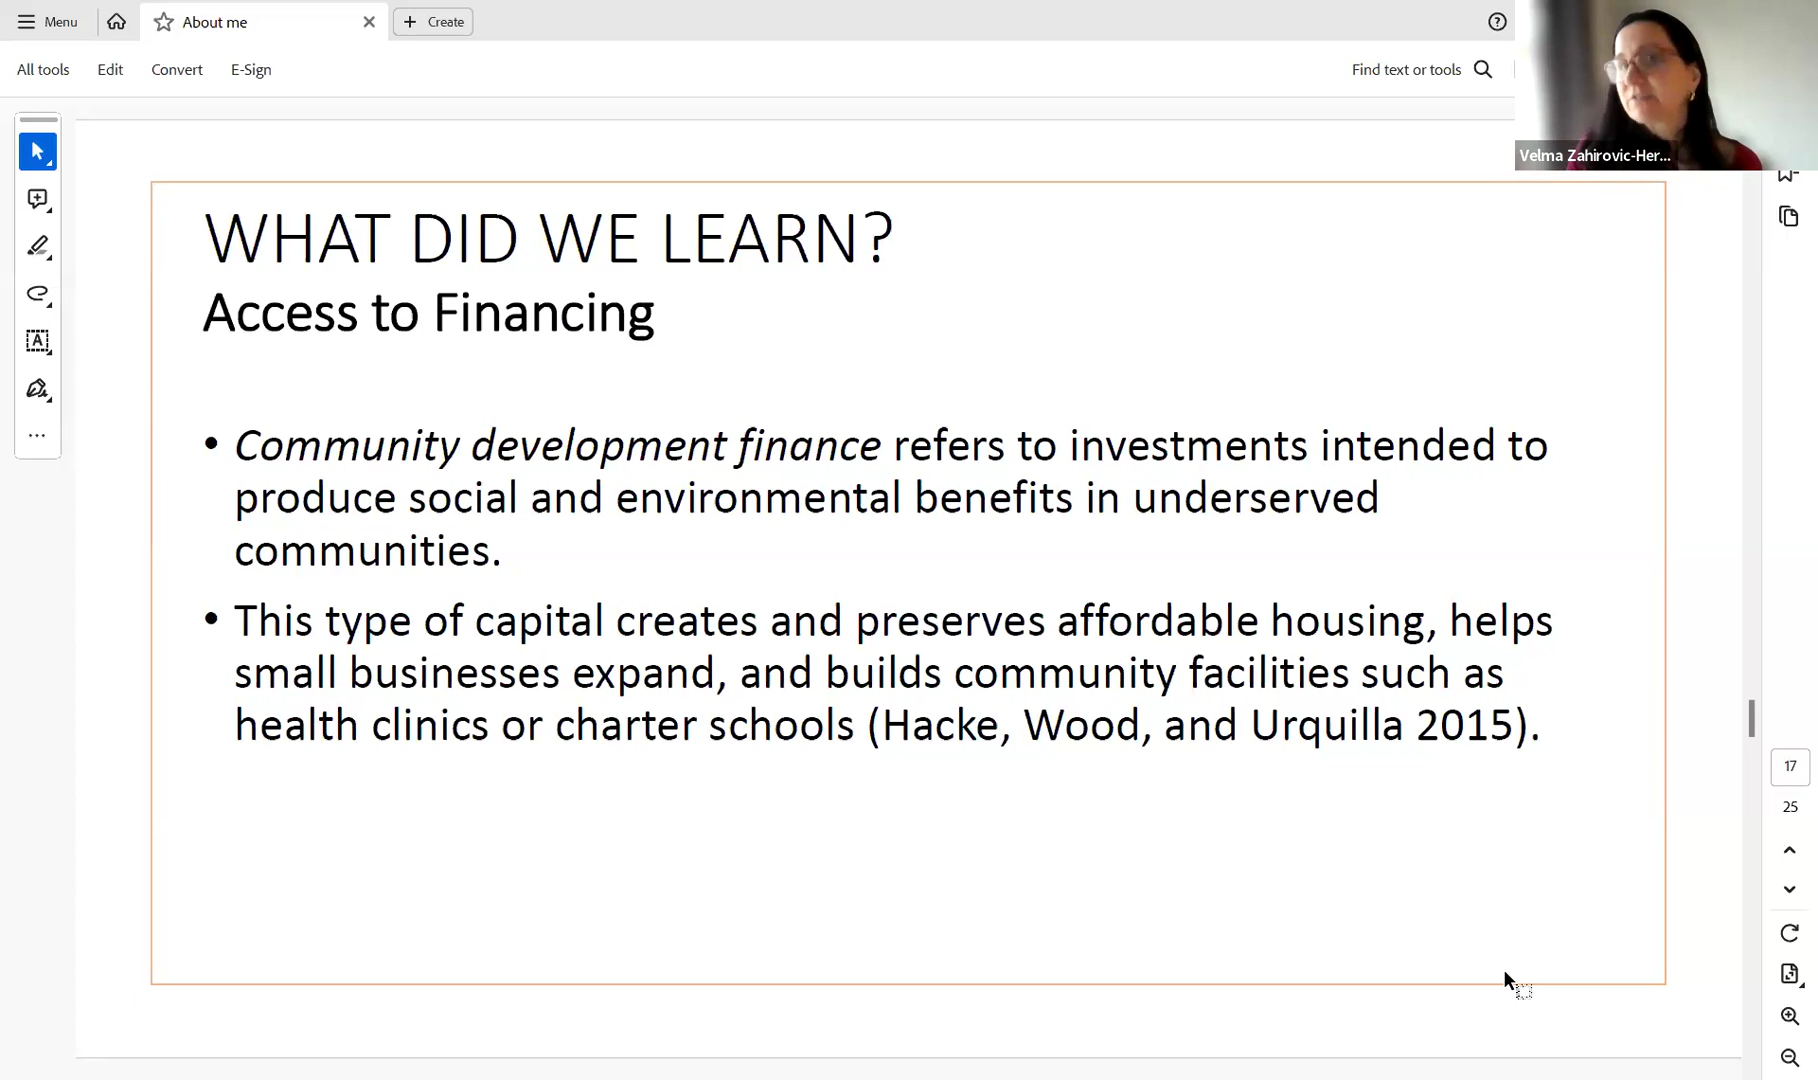 Menu
About me
Create
All tools
Edit
Convert
E-Sign
Find text or tools
Velma Zahirovic-Her...
WHAT DID WE LEARN?
Access to Financing
• Community development finance refers to investments intended to
produce social and environmental benefits in underserved
communities.
• This type of capital creates and preserves affordable housing, helps
small businesses expand, and builds community facilities such as
health clinics or charter schools (Hacke, Wood, and Urquilla 2015).
17
25